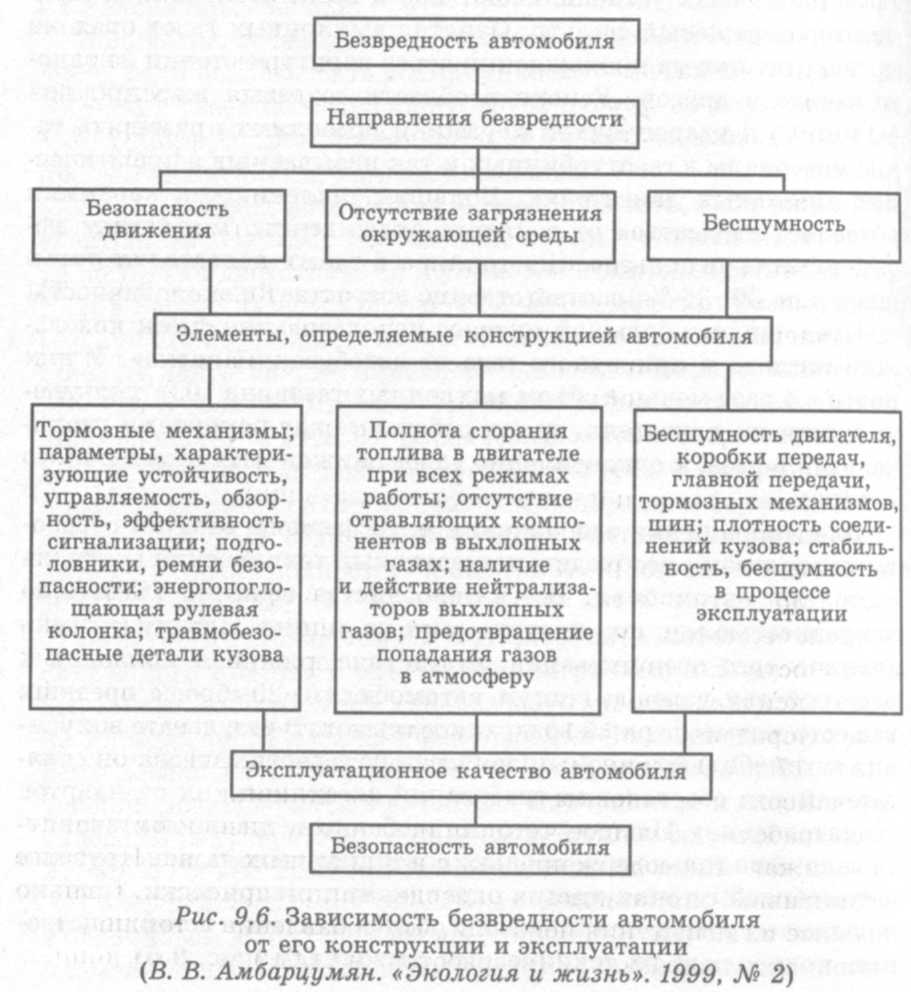 Безвредность автомобиля
Направления безвредности
Безопасность
движения
Отсутствие загрязнения
окружающей среды
Бесшумность
Элементы, определяемые конструкцией автомобиля
Тормозные механизмы;
параметры, характери-
зующие устойчивость,
управляемость, обзор-
ность, эффективность
сигнализации; подго-
ловники, ремни безо-
пасности; энергопогло-
щающая рулевая
колонка; травмобезо-
пасные детали кузова
Полнота сгорания
топлива в двигателе
при всех режимах
работы; отсутствие
отравляющих компо-
нентов в выхлопных
газах; наличие
и действие нейтрализа-
торов выхлопных
газов; предотвращение
попадания газов
в атмосферу
Бесшумность двигателя,
коробки передач,
главной передачи,
тормозных механизмов,
шин; плотность соеди-
нений кузова; стабиль-
ность, бесшумность
в процессе
эксплуатации
Эксплуатационное качество автомобиля
Безопасность автомобиля
Рис. 9.6. Зависимость безвредности автомобиля
от его конструкции и эксплуатации
(В. В. Амбарцумян. «Экология и жизнь». 1999, № 2)